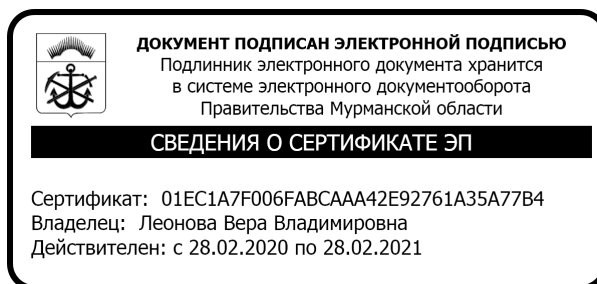 ДОКУМЕНТ ПОДПИСАН ЭЛЕКТРОННОЙ ПОДПИСЬЮ
Подлинник электронного документа хранится
в системе электронного документооборота
Правительства Мурманской области
СВЕДЕНИЯ О СЕРТИФИКАТЕ ЭП
Сертификат: 01EC1A7F006FABCAAA42E92761A35A77B4
Владелец: Леонова Вера Владимировна
Действителен: с 28.02.2020 по 28.02.2021